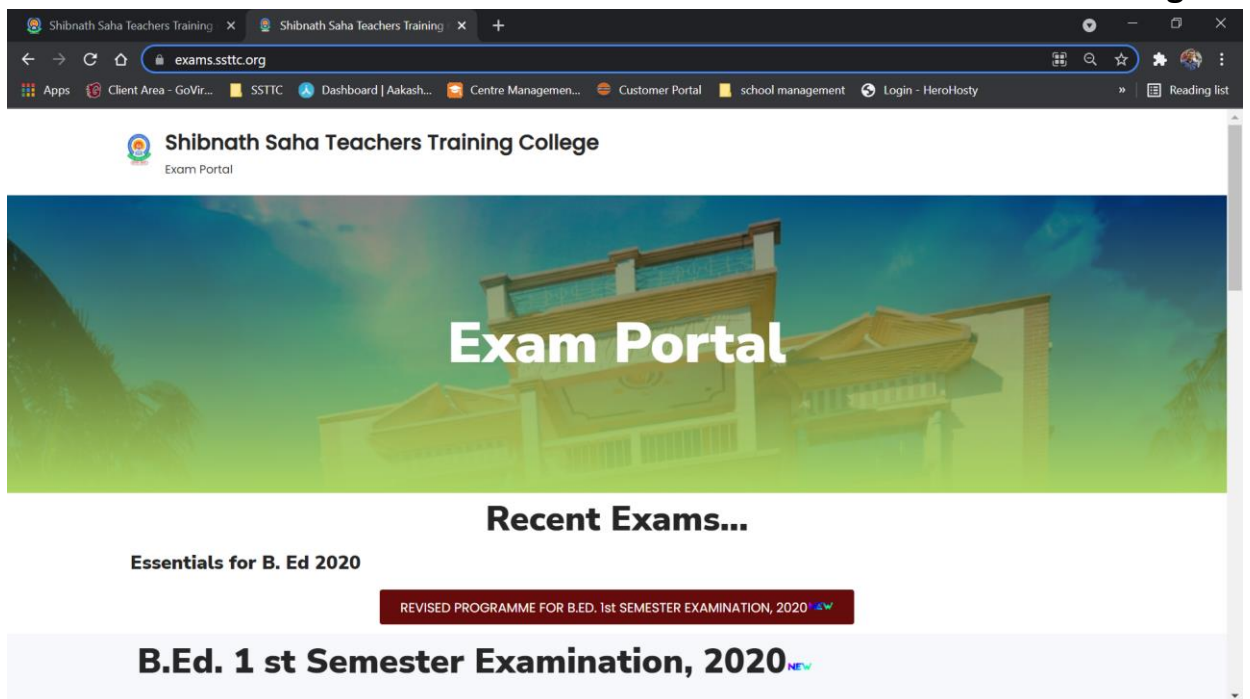 Shibnath Saha Teachers Training
Shibnath Saha Teachers Training
exams.ssttc.org
Apps Client Area - GoVir... SSTTC Dashboard | Aakash... Centre Managemen... Customer Portal school management Login - HeroHosty » Reading list
Shibnath Saha Teachers Training College
Exam Portal
Exam Portal
Recent Exams...
Essentials for B. Ed 2020
REVISED PROGRAMME FOR B.ED. 1st SEMESTER EXAMINATION, 2020 NEW
B.Ed. 1 st Semester Examination, 2020 NEW